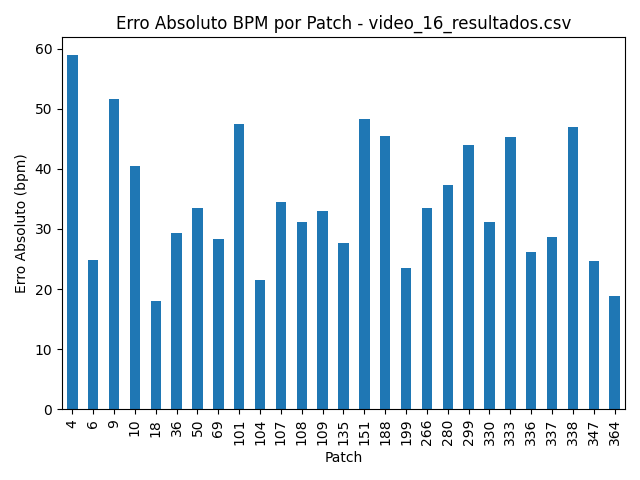 Erro Absoluto BPM por Patch - video_16_resultados.csv
Erro Absoluto (bpm)
60
50
40
30
20
10
0
4 6 9 10 18 36 50 69 101 104 107 108 109 135 151 188 199 266 280 299 330 333 336 337 338 347 364
Patch